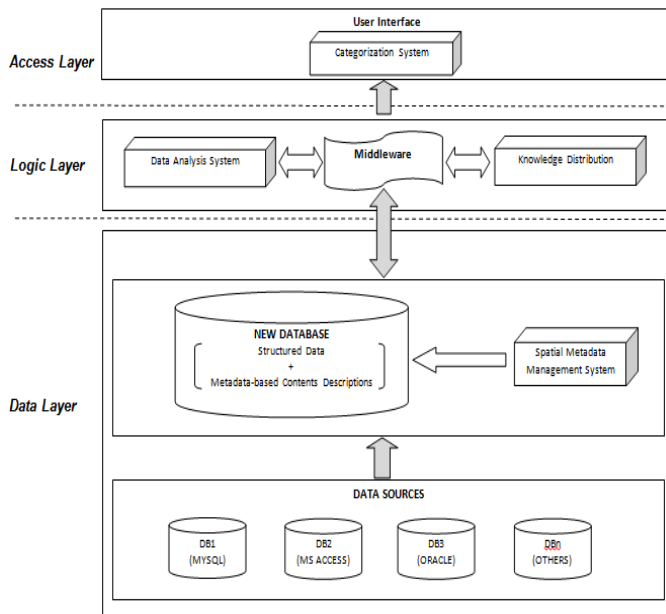 User Interface
Categorization System
Access Layer
Logic Layer
Data Analysis System
Middleware
Knowledge Distribution
Data Layer
NEW DATABASE
Structured Data
+
Metadata-based Contents Descriptions
Spatial Metadata
Management System
DATA SOURCES
DB1
(MYSQL)
DB2
(MS ACCESS)
DB3
(ORACLE)
DBn
(OTHERS)